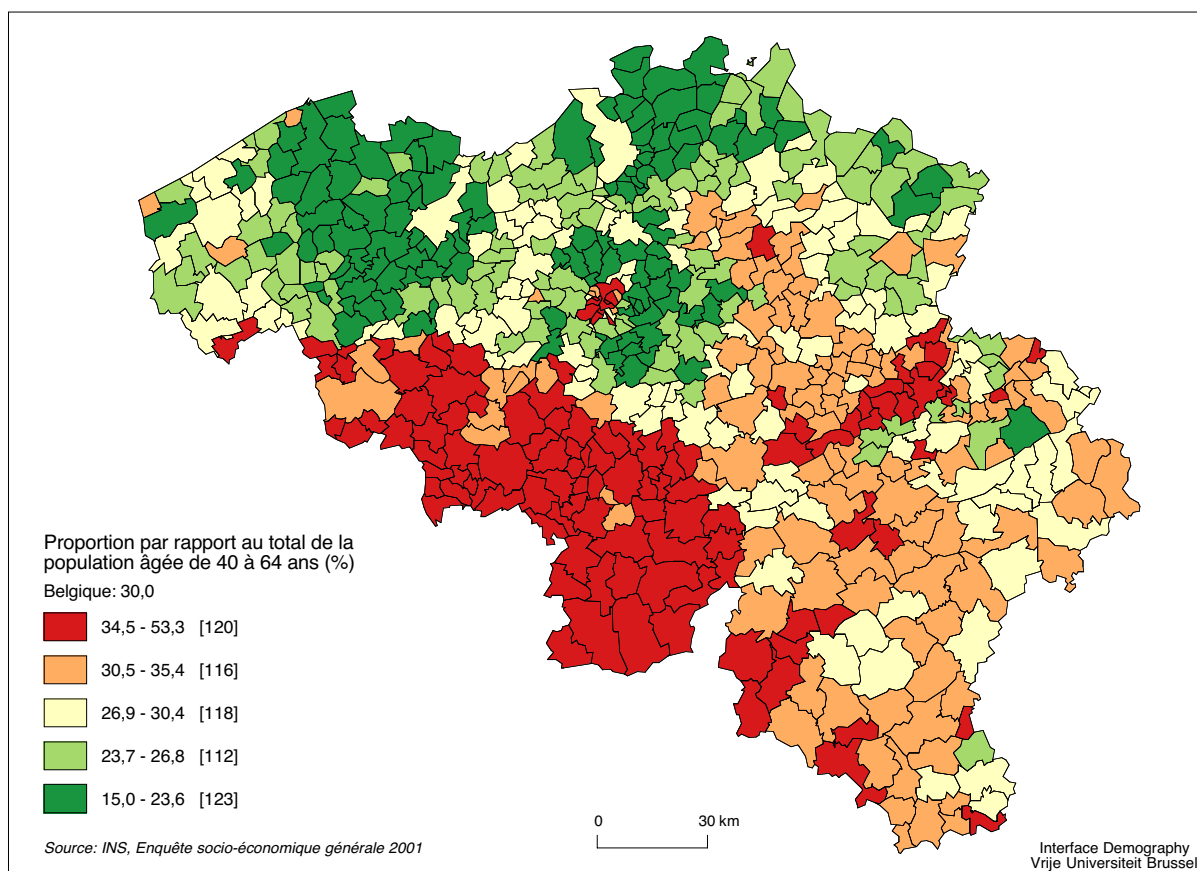 Proportion par rapport au total de la
population âgée de 40 à 64 ans (%)
Belgique: 30,0
34,5 - 53,3 [120]
30,5 - 35,4 [116]
26,9 - 30,4 [118]
23,7 - 26,8 [112]
15,0 - 23,6 [123]
0 30 km
Source: INS, Enquête socio-économique générale 2001
Interface Demography
Vrije Universiteit Brussel